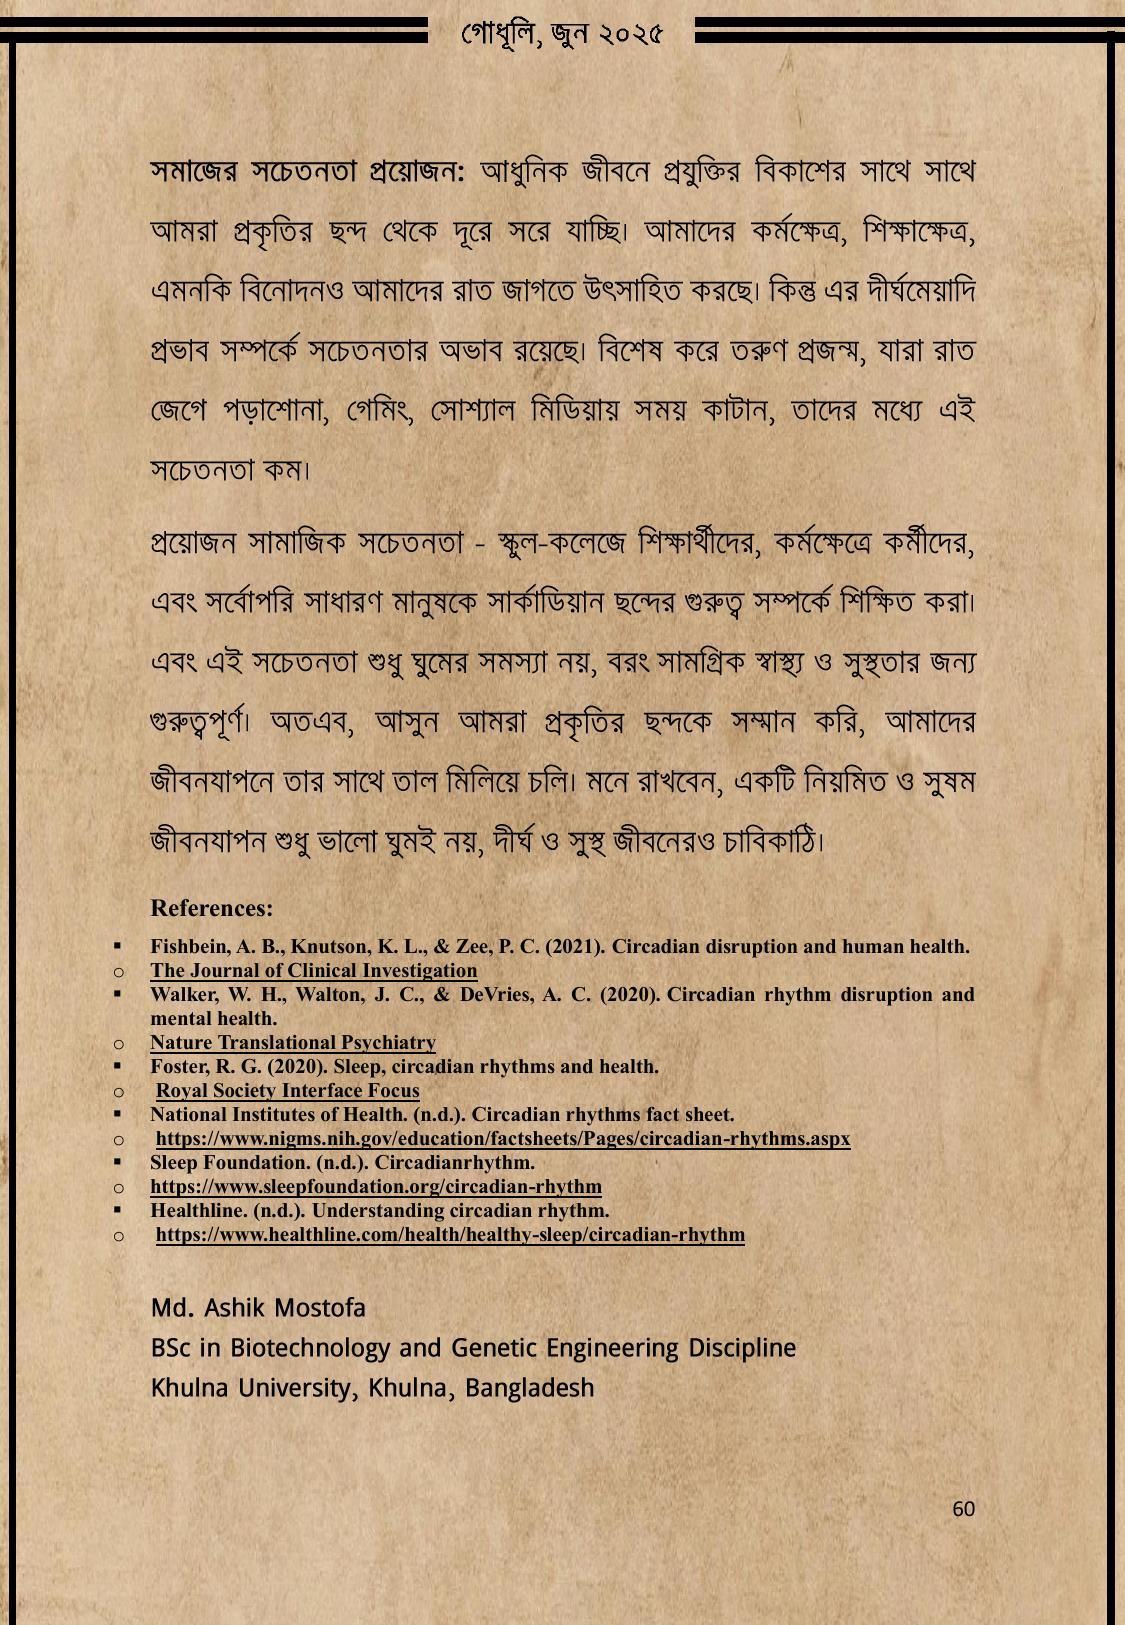 গোধূলি, জুন ২০২৫
সমাজের সচেতনতা প্রয়োজন: আধুনিক জীবনে প্রযুক্তির বিকাশের সাথে সাথে
আমরা প্রকৃতির ছন্দ থেকে দূরে সরে যাচ্ছি। আমাদের কর্মক্ষেত্র, শিক্ষাক্ষেত্র,
এমনকি বিনোদনও আমাদের রাত জাগতে উৎসাহিত করছে। কিন্তু এর দীর্ঘমেয়াদি
প্রভাব সম্পর্কে সচেতনতার অভাব রয়েছে। বিশেষ করে তরুণ প্রজন্ম, যারা রাত
জেগে পড়াশোনা, গেমিং, সোশ্যাল মিডিয়ায় সময় কাটান, তাদের মধ্যে এই
সচেতনতা কম।
প্রয়োজন সামাজিক সচেতনতা - স্কুল-কলেজে শিক্ষার্থীদের, কর্মক্ষেত্রে কর্মীদের,
এবং সর্বোপরি সাধারণ মানুষকে সার্কাডিয়ান ছন্দের গুরুত্ব সম্পর্কে শিক্ষিত করা।
এবং এই সচেতনতা শুধু ঘুমের সমস্যা নয়, বরং সামগ্রিক স্বাস্থ্য ও সুস্থতার জন্য
গুরুত্বপূর্ণ। অতএব, আসুন আমরা প্রকৃতির ছন্দকে সম্মান করি, আমাদের
জীবনযাপনে তার সাথে তাল মিলিয়ে চলি। মনে রাখবেন, একটি নিয়মিত ও সুষম
জীবনযাপন শুধু ভালো ঘুমই নয়, দীর্ঘ ও সুস্থ জীবনেরও চাবিকাঠি।
References:
▪ Fishbein, A. B., Knutson, K. L., & Zee, P. C. (2021). Circadian disruption and human health.
o The Journal of Clinical Investigation
▪ Walker, W. H., Walton, J. C., & DeVries, A. C. (2020). Circadian rhythm disruption and
mental health.
o Nature Translational Psychiatry
▪ Foster, R. G. (2020). Sleep, circadian rhythms and health.
o Royal Society Interface Focus
▪ National Institutes of Health. (n.d.). Circadian rhythms fact sheet.
o https://www.nigms.nih.gov/education/factsheets/Pages/circadian-rhythms.aspx
▪ Sleep Foundation. (n.d.). Circadianrhythm.
o https://www.sleepfoundation.org/circadian-rhythm
▪ Healthline. (n.d.). Understanding circadian rhythm.
o https://www.healthline.com/health/healthy-sleep/circadian-rhythm
Md. Ashik Mostofa
BSc in Biotechnology and Genetic Engineering Discipline
Khulna University, Khulna, Bangladesh
60